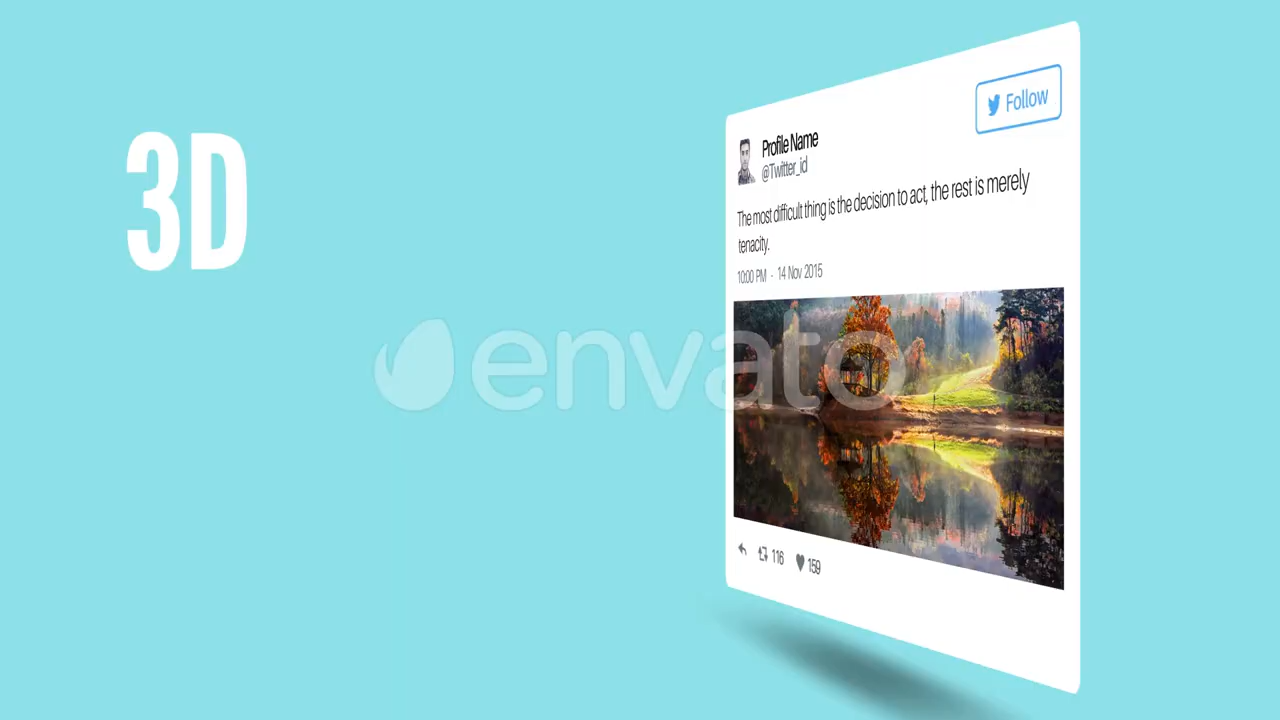 3D
Follow
Profile Name
@Twitter_id
The most difficult thing is the decision to act, the rest is merely
tenacity.
10:00 PM · 14 Nov 2015
envato
116 159